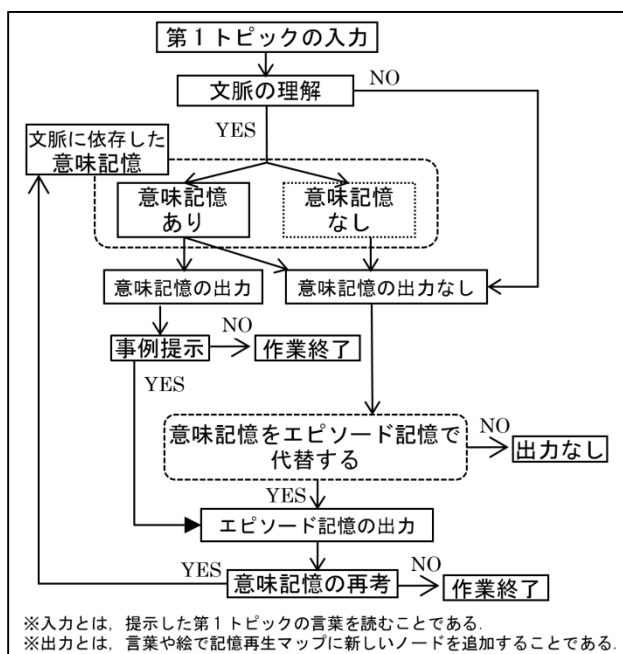 第1トピックの入力
文脈の理解
NO
YES
文脈に依存した
意味記憶
意味記憶
あり
意味記憶
なし
意味記憶の出力
意味記憶の出力なし
事例提示
NO
作業終了
YES
意味記憶をエピソード記憶で
代替する
NO
出力なし
YES
エピソード記憶の出力
YES
意味記憶の再考
NO
作業終了
※入力とは，提示した第1トピックの言葉を読むことである．
※出力とは，言葉や絵で記憶再生マップに新しいノードを追加することである．